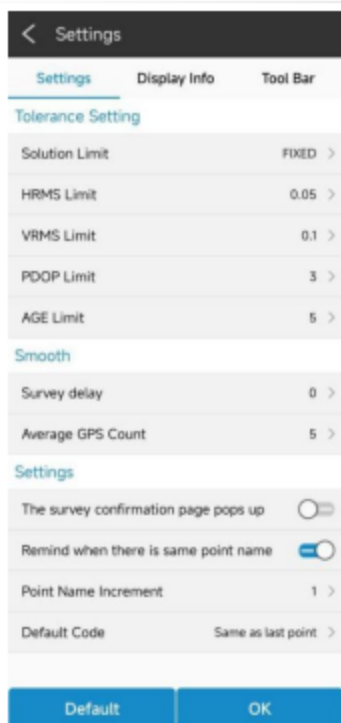 Settings
Settings Display Info Tool Bar
Tolerance Setting
Solution Limit FIXED
HRMS Limit 0.05
VRMS Limit 0.1
PDOP Limit 3
AGE Limit 5
Smooth
Survey delay 0
Average GPS Count 5
Settings
The survey confirmation page pops up
Remind when there is same point name
Point Name Increment 1
Default Code Same as last point
Default OK